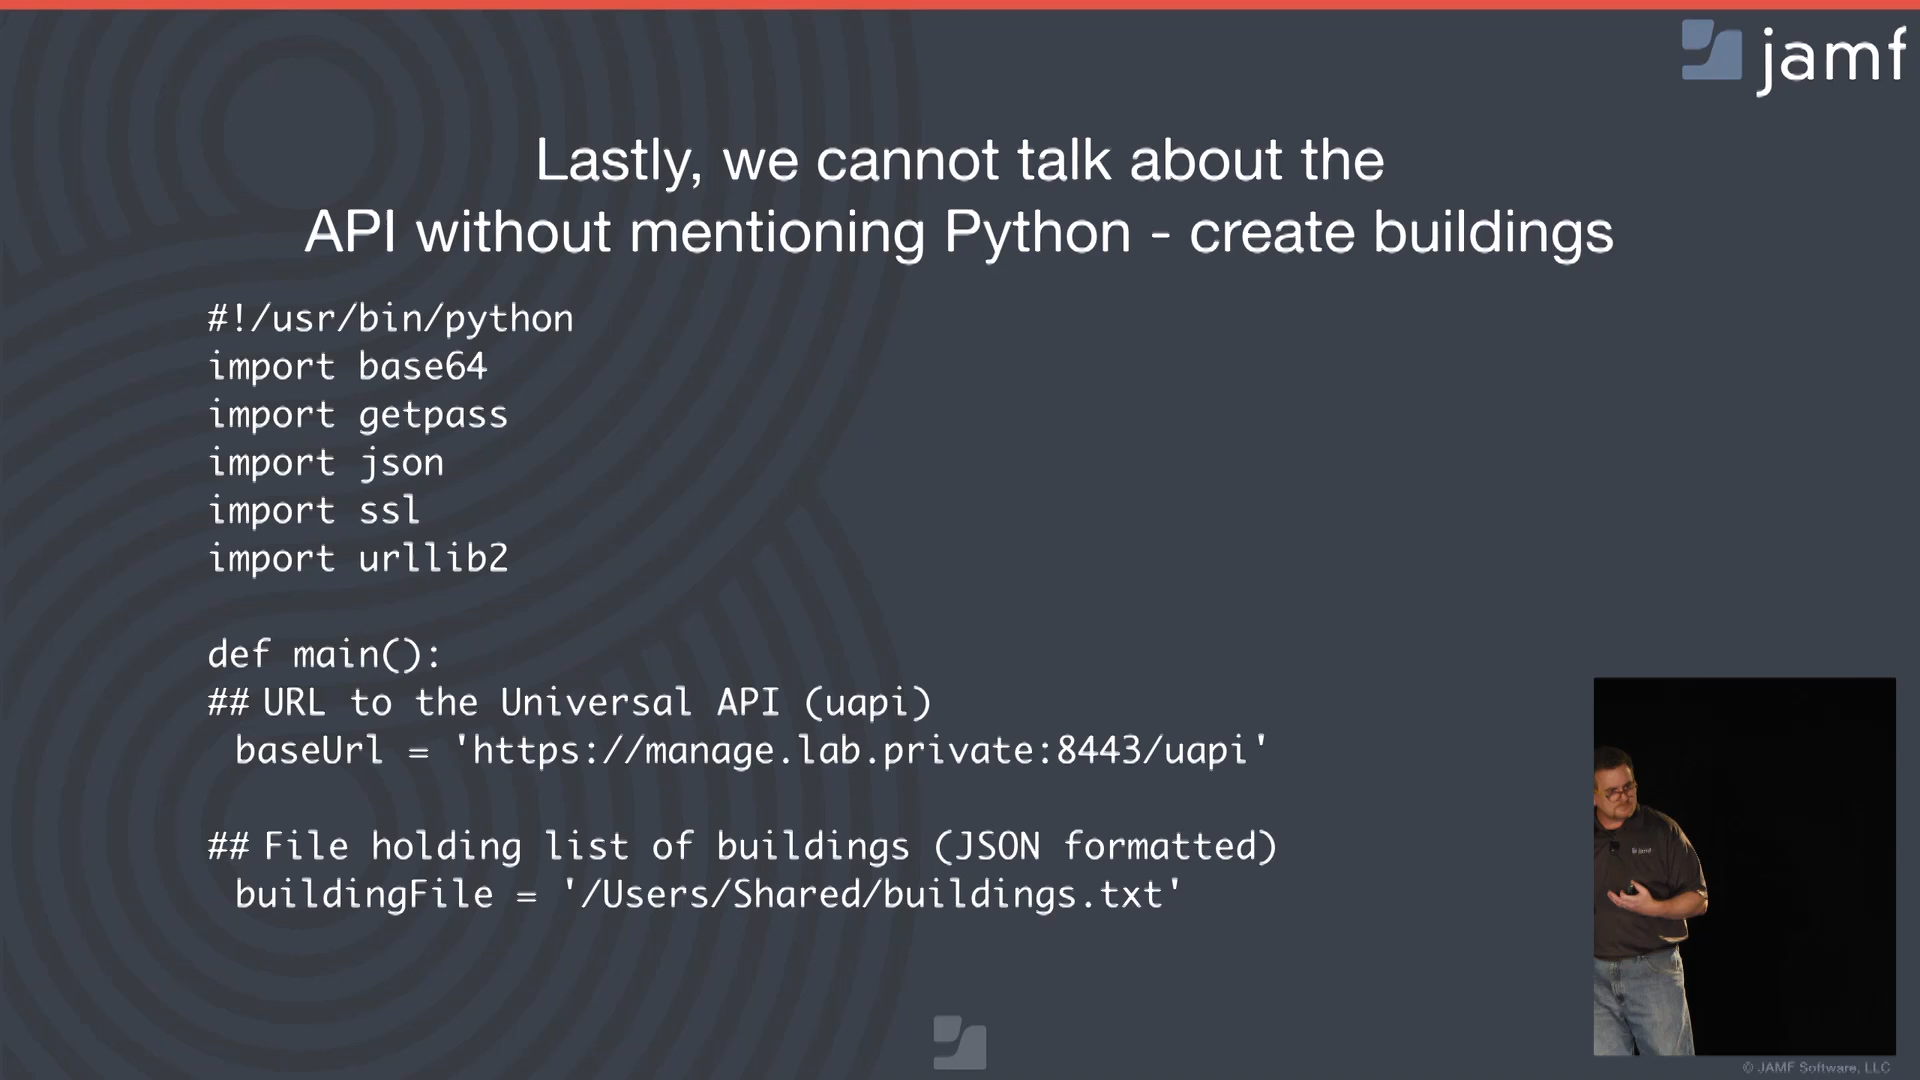 jamf
Lastly, we cannot talk about the
API without mentioning Python - create buildings
#!/usr/bin/python
import base64
import getpass
import json
import ssl
import urllib2
def main():
## URL to the Universal API (uapi)
baseUrl = 'https://manage.lab.private:8443/uapi'
## File holding list of buildings (JSON formatted)
buildingFile = '/Users/Shared/buildings.txt'
jamf
© JAMF Software, LLC